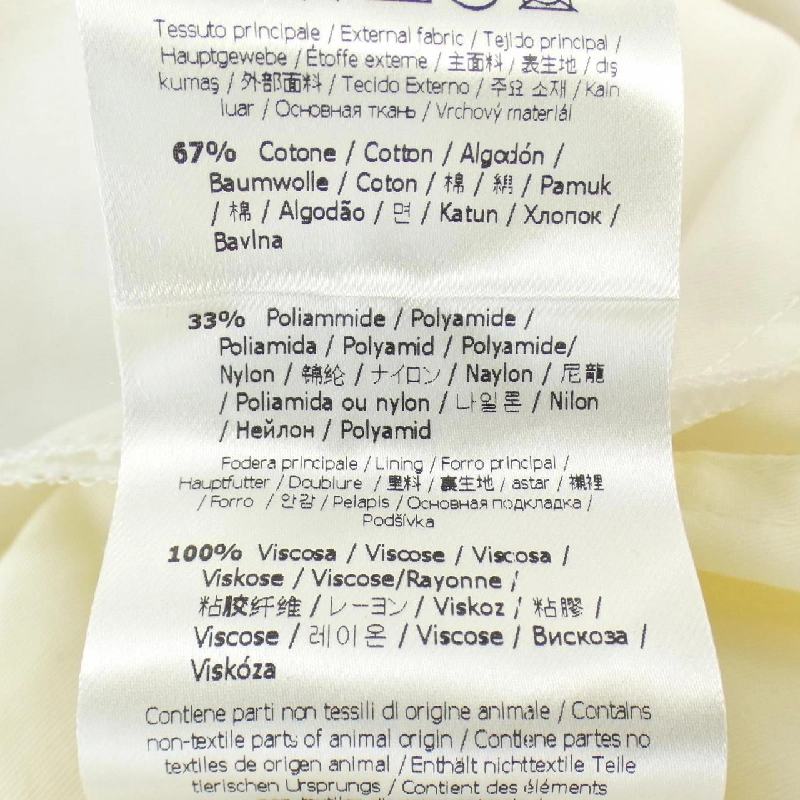 Tessuto principale / External fabric / Tejido principal /
Hauptgewebe / Étoffe externe / 主面料 / 表生地 / dış
kumaş / 外部面料 / Tecido Externo / 주요 소재 / Kain
luar / Основная ткань / Vrchový materiál
67% Cotone / Cotton / Algodón /
Baumwolle / Coton / 棉 / 綿 / Pamuk
/ 棉 / Algodão / 면 / Katun / Хлопок /
Bavlna
33% Poliammide / Polyamide /
Poliamida / Polyamid / Polyamide/
Nylon / 锦纶 / ナイロン / Naylon / 尼龍
/ Poliamida ou nylon / 나일론 / Nilon
/ Нейлон / Polyamid
Fodera principale / Lining / Forro principal /
Hauptfutter / Doublure / 里料 / 裏生地 / astar / 襯裡
/ Forro / 안감 / Pelapis / Основная подкладка /
Podšívka
100% Viscosa / Viscose / Viscosa /
Viskose / Viscose/Rayonne /
粘胶纤维 / レーヨン / Viskoz / 粘膠 /
Viscose / 레이온 / Viscose / Вискоза /
Viskóza
Contiene parti non tessili di origine animale / Contains
non-textile parts of animal origin / Contiene partes no
textiles de origen animal / Enthält nichttextile Teile
tierischen Ursprungs / Contient des éléments